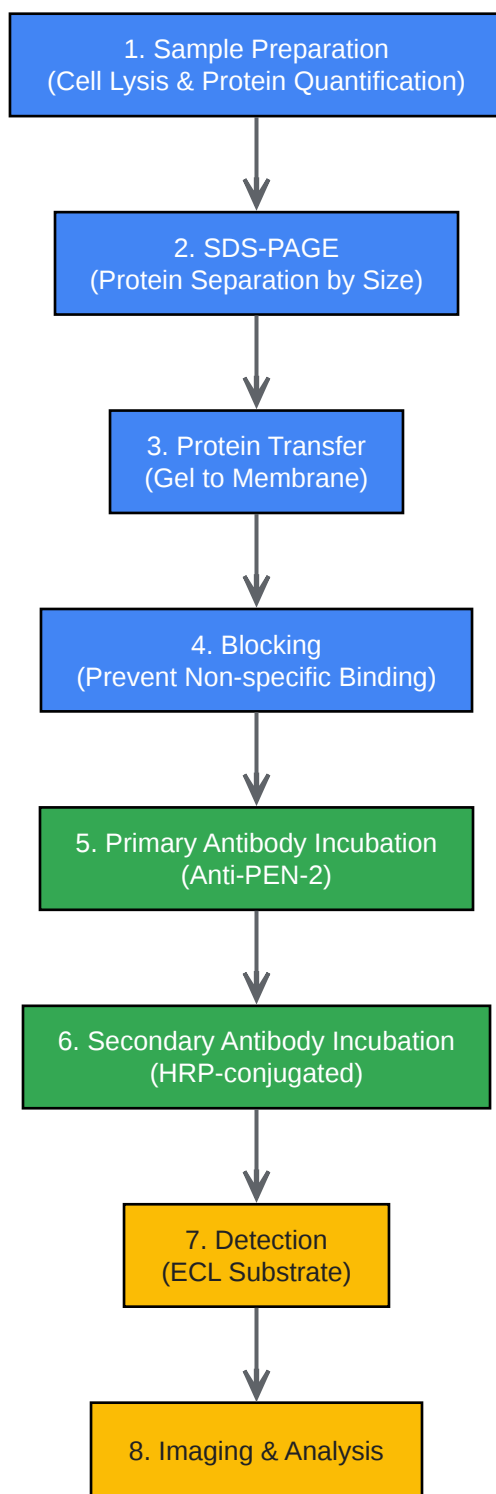 1. Sample Preparation
(Cell Lysis & Protein Quantification)
2. SDS-PAGE
(Protein Separation by Size)
3. Protein Transfer
(Gel to Membrane)
4. Blocking
(Prevent Non-specific Binding)
5. Primary Antibody Incubation
(Anti-PEN-2)
6. Secondary Antibody Incubation
(HRP-conjugated)
7. Detection
(ECL Substrate)
8. Imaging & Analysis